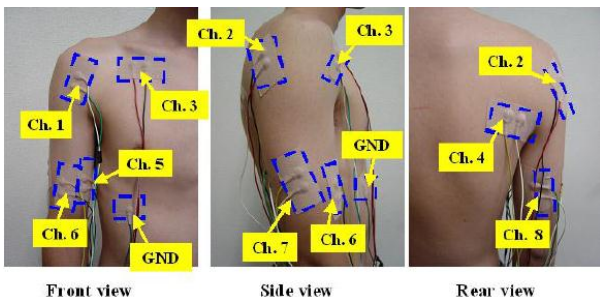 Ch. 1
Ch. 3
Ch. 5
Ch. 6
GND
Front view
Ch. 2
Ch. 3
GND
Ch. 7
Ch. 6
Side view
Ch. 2
Ch. 4
Ch. 8
Rear view